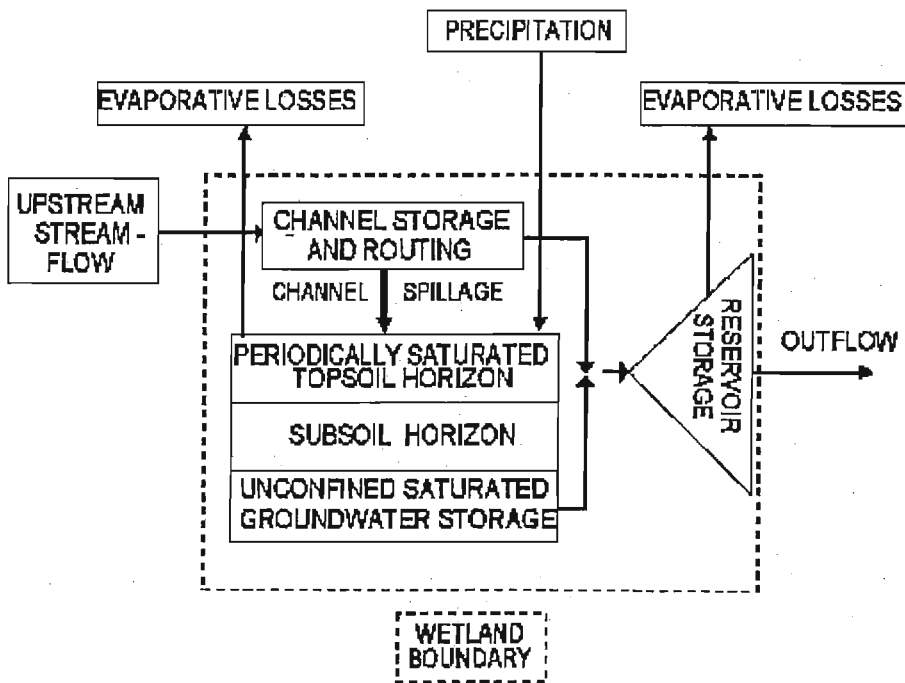 PRECIPITATION
EVAPORATIVE LOSSES
EVAPORATIVE LOSSES
UPSTREAM
STREAM -
FLOW
CHANNEL STORAGE
AND ROUTING
CHANNEL SPILLAGE
PERIODICALLY SATURATED
TOPSOIL HORIZON
SUBSOIL HORIZON
UNCONFINED SATURATED
GROUNDWATER STORAGE
RESERVOIR
STORAGE
OUTFLOW
WETLAND
BOUNDARY